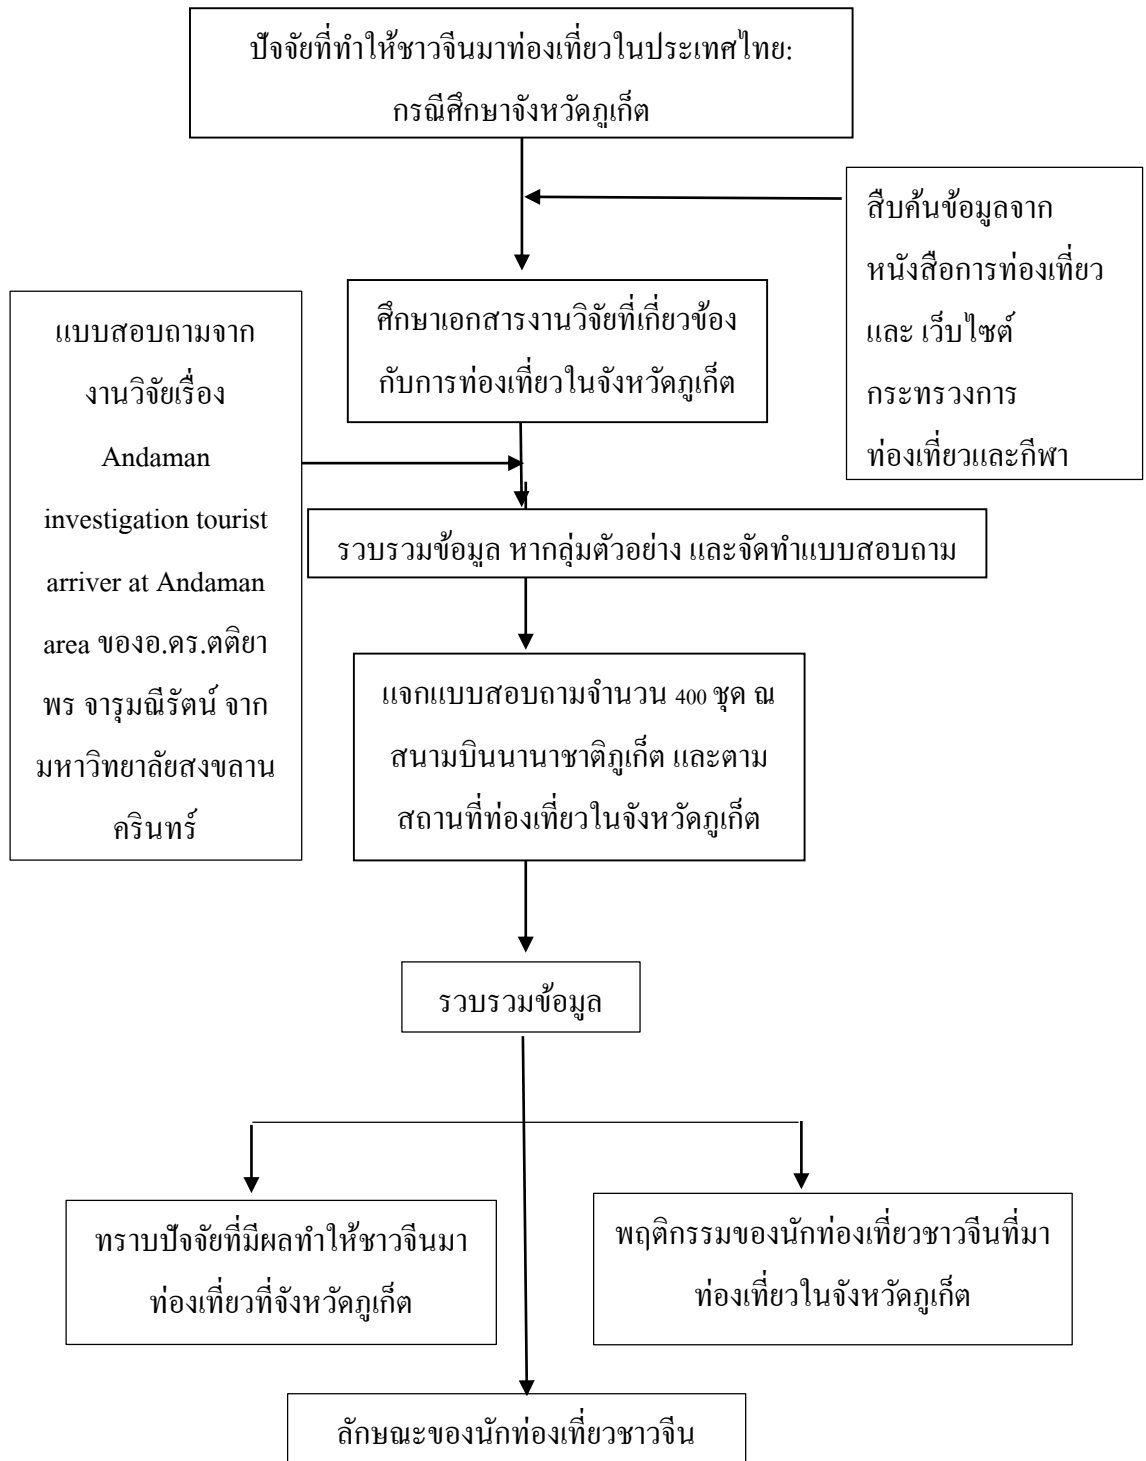 ปัจจัยที่ทำให้ชาวจีนมาท่องเที่ยวในประเทศไทย:
กรณีศึกษาจังหวัดภูเก็ต
สืบค้นข้อมูลจาก
หนังสือการท่องเที่ยว
และ เว็บไซต์
กระทรวงการ
ท่องเที่ยวและกีฬา
ศึกษาเอกสารงานวิจัยที่เกี่ยวข้อง
กับการท่องเที่ยวในจังหวัดภูเก็ต
แบบสอบถามจาก
งานวิจัยเรื่อง
Andaman
investigation tourist
arriver at Andaman
area ของอ.ดร.ตติยา
พร จารุมณีรัตน์ จาก
มหาวิทยาลัยสงขลาน
ครินทร์
รวบรวมข้อมูล หากลุ่มตัวอย่าง และจัดทำแบบสอบถาม
แจกแบบสอบถามจำนวน 400 ชุด ณ
สนามบินนานาชาติภูเก็ต และตาม
สถานที่ท่องเที่ยวในจังหวัดภูเก็ต
รวบรวมข้อมูล
ทราบปัจจัยที่มีผลทำให้ชาวจีนมา
ท่องเที่ยวที่จังหวัดภูเก็ต
พฤติกรรมของนักท่องเที่ยวชาวจีนที่มา
ท่องเที่ยวในจังหวัดภูเก็ต
ลักษณะของนักท่องเที่ยวชาวจีน